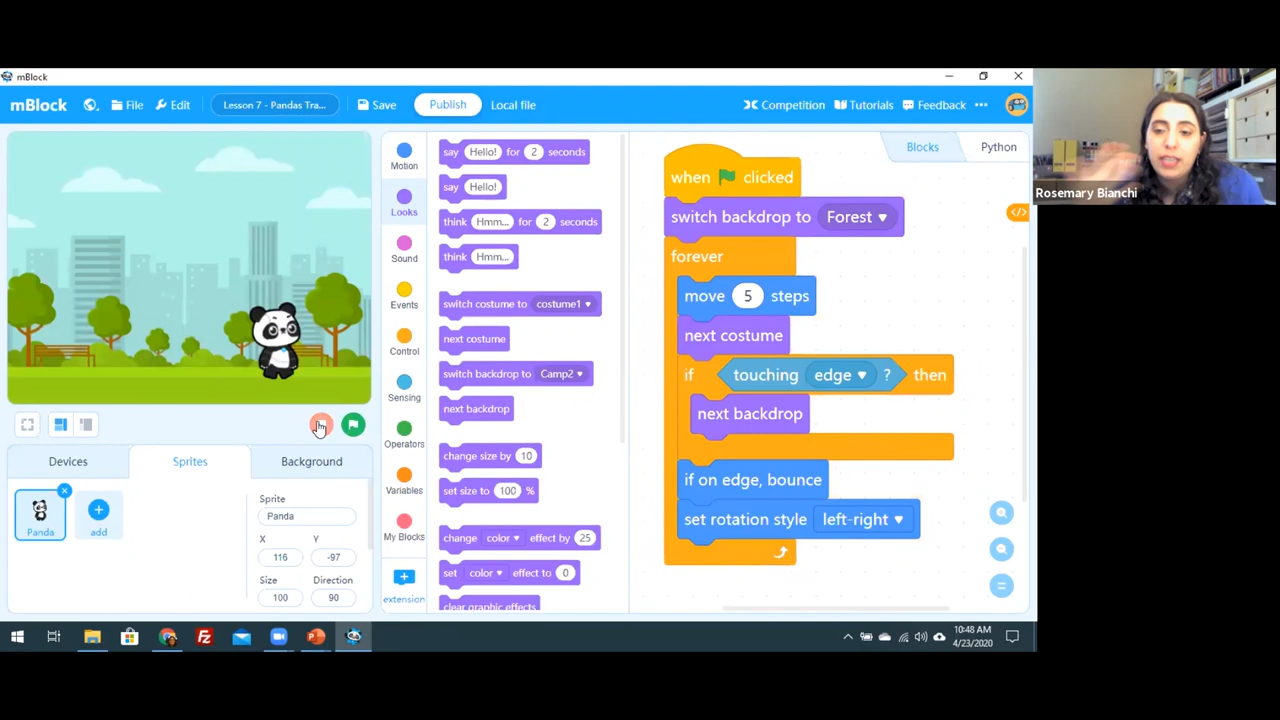 mBlock
mBlock File Edit Lesson 7 - Pandas Tra... Save Publish Local file Competition Tutorials Feedback
Blocks Python
Rosemary Bianchi
</>
Motion
Looks
Sound
Events
Control
Sensing
Operators
Variables
My Blocks
extension
say Hello! for 2 seconds
say Hello!
think Hmm... for 2 seconds
think Hmm...
switch costume to costume1
next costume
switch backdrop to Camp2
next backdrop
change size by 10
set size to 100 %
change color effect by 25
set color effect to 0
clear graphic effects
when clicked
switch backdrop to Forest
forever
move 5 steps
next costume
if touching edge ? then
next backdrop
if on edge, bounce
set rotation style left-right
Devices Sprites Background
Panda
add
Sprite
Panda
X Y
116 -97
Size Direction
100 90
10:48 AM
4/23/2020